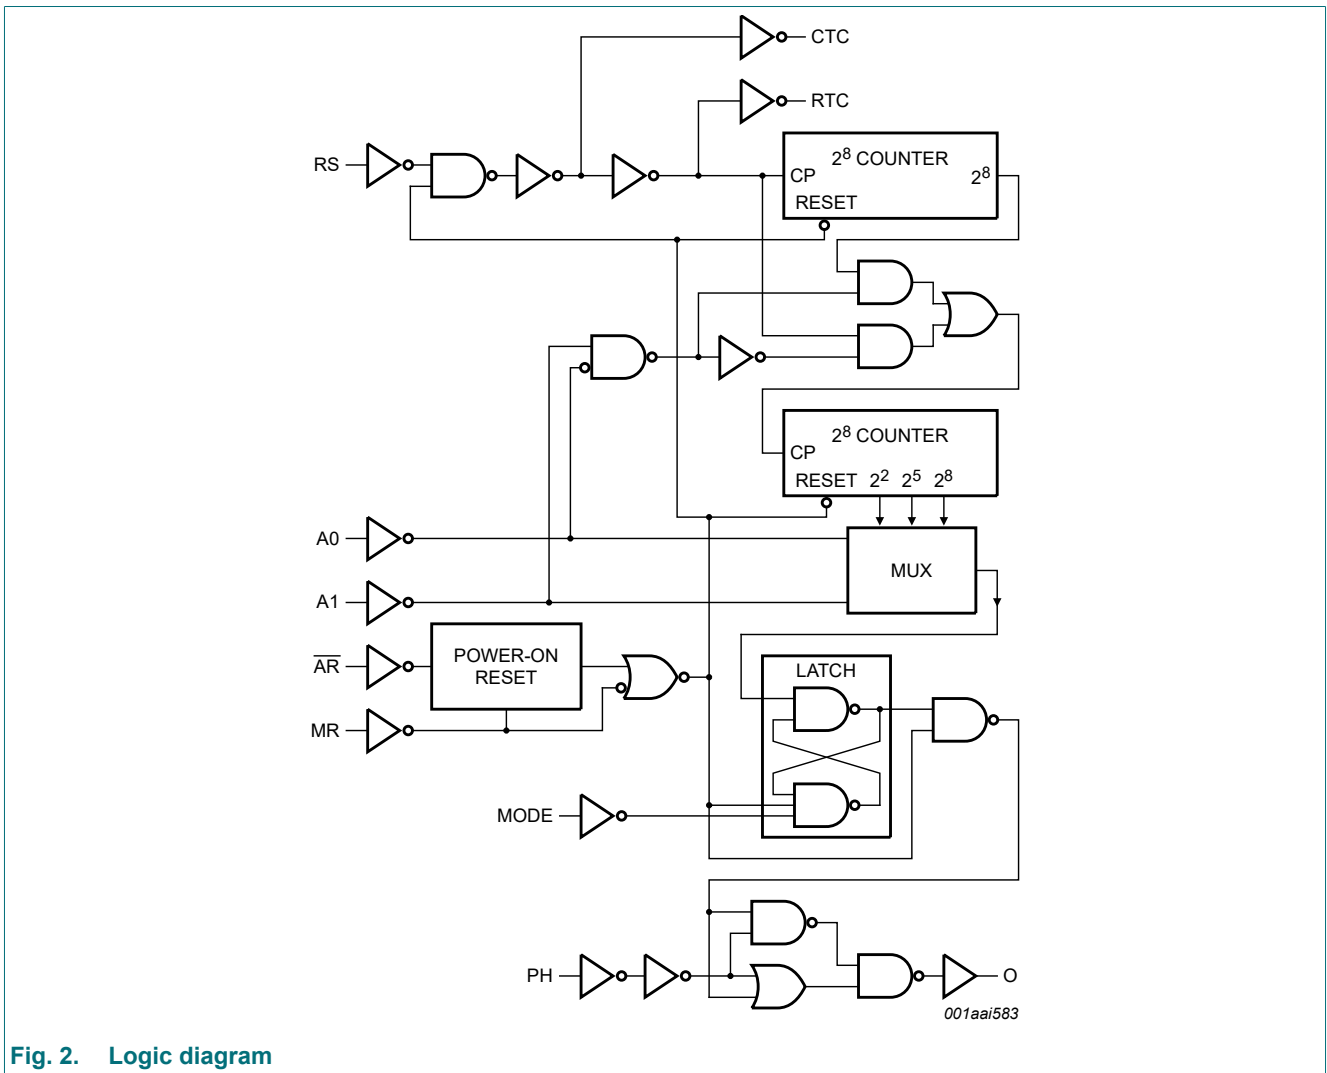 CTC
RTC
RS
2⁸ COUNTER
CP
2⁸
RESET
2⁸ COUNTER
CP
RESET 2² 2⁵ 2⁸
A0
MUX
A1
A̅R̅
POWER-ON
RESET
LATCH
MR
MODE
PH
O
001aai583
Fig. 2. Logic diagram